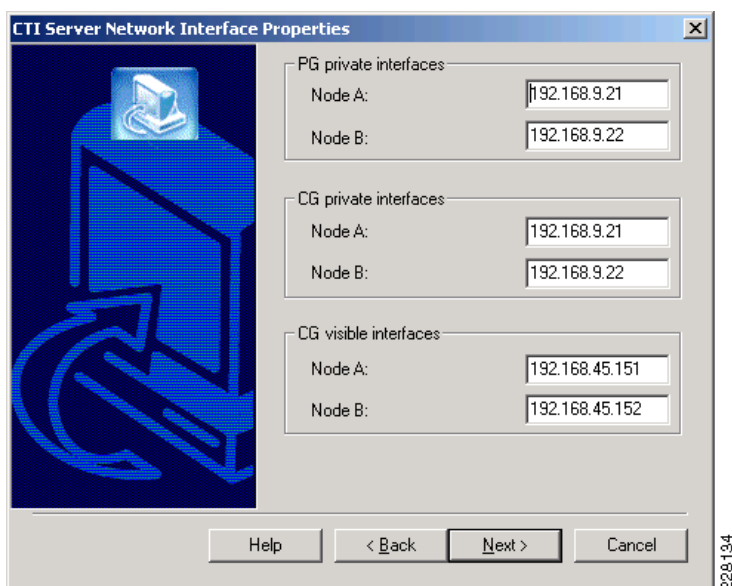 CTI Server Network Interface Properties
PG private interfaces
Node A: 192.168.9.21
Node B: 192.168.9.22
CG private interfaces
Node A: 192.168.9.21
Node B: 192.168.9.22
CG visible interfaces
Node A: 192.168.45.151
Node B: 192.168.45.152
Help < Back Next > Cancel
228134